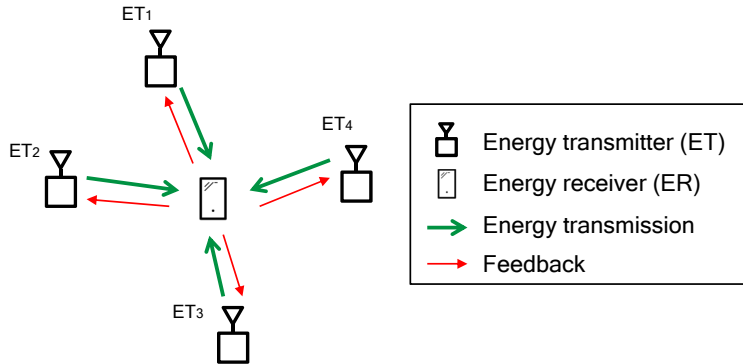 ET1
ET4
ET2
ET3
Energy transmitter (ET)
Energy receiver (ER)
Energy transmission
Feedback